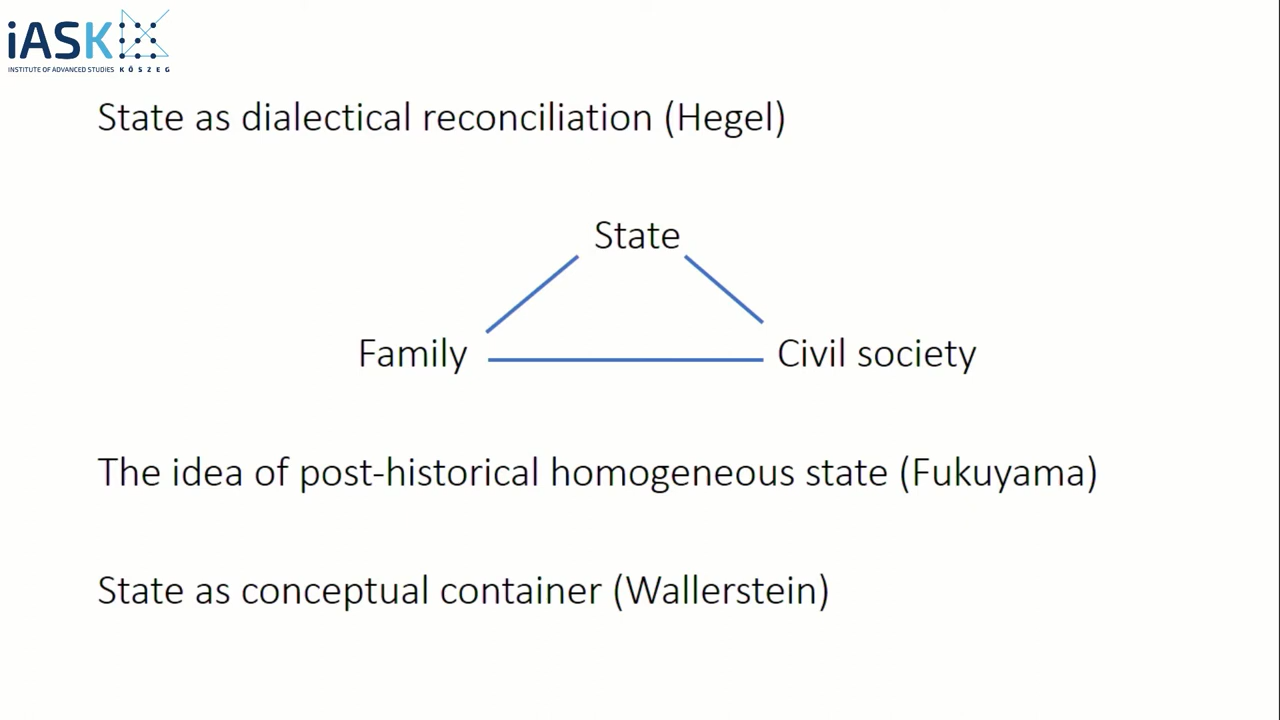 iASK
INSTITUTE OF ADVANCED STUDIES KŐSZEG
State as dialectical reconciliation (Hegel)
State
Family
Civil society
The idea of post-historical homogeneous state (Fukuyama)
State as conceptual container (Wallerstein)